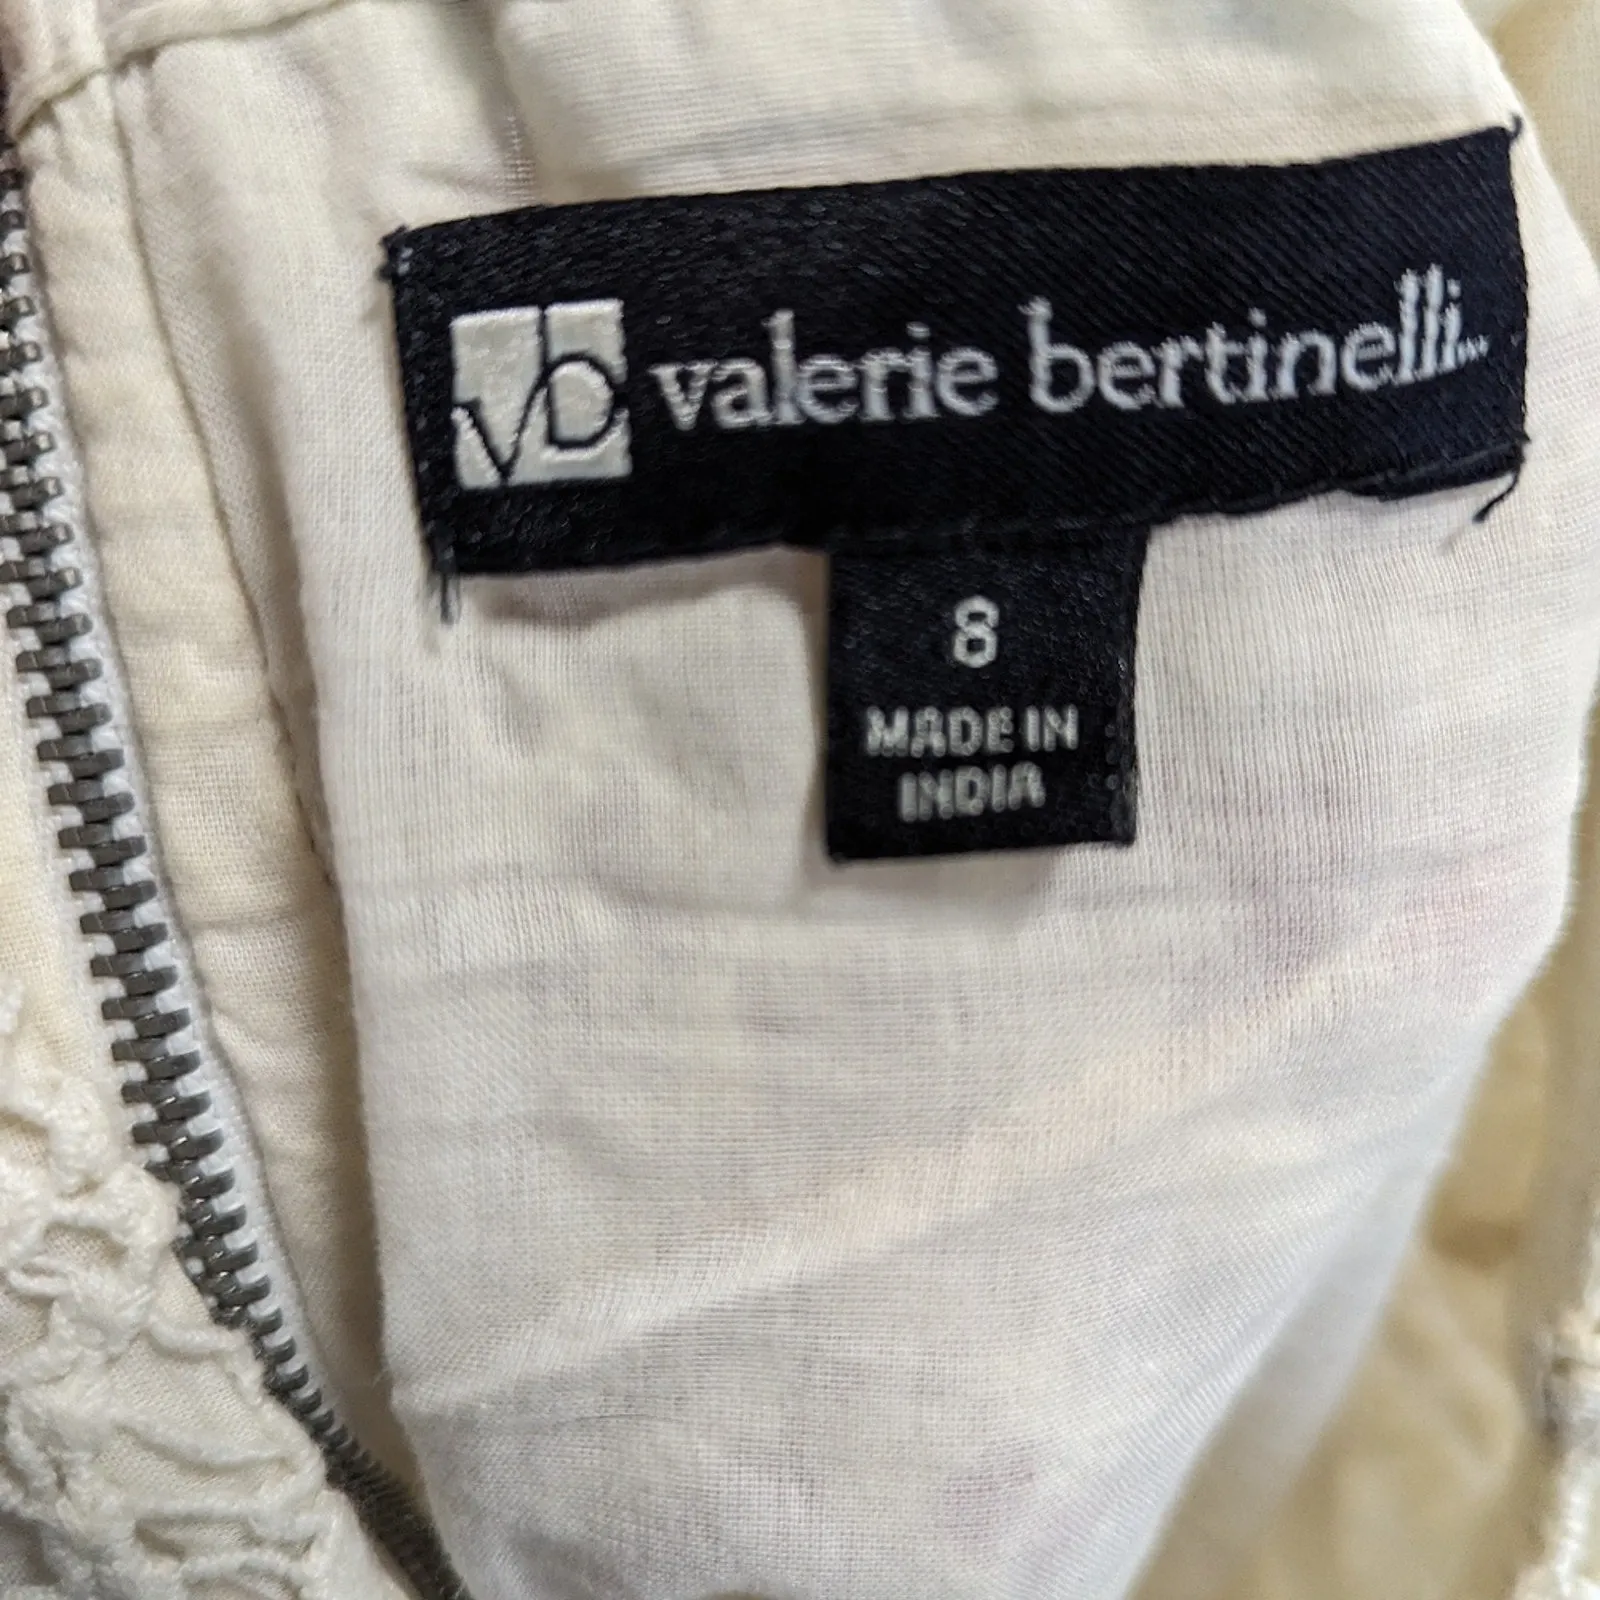 vb valerie bertinelli...
8
MADE IN
INDIA